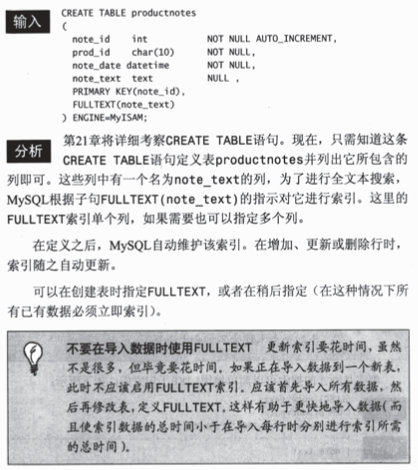 输入
CREATE TABLE productnotes
(
note_id int NOT NULL AUTO_INCREMENT,
prod_id char(10) NOT NULL,
note_date datetime NOT NULL,
note_text text NULL ,
PRIMARY KEY(note_id),
FULLTEXT(note_text)
) ENGINE=MyISAM;
分析
第21章将详细考察CREATE TABLE语句。现在，只需知道这条
CREATE TABLE语句定义表productnotes并列出它所包含的
列即可。这些列中有一个名为note_text的列，为了进行全文本搜索，
MySQL根据子句FULLTEXT(note_text)的指示对它进行索引。这里的
FULLTEXT索引单个列，如果需要也可以指定多个列。
在定义之后，MySQL自动维护该索引。在增加、更新或删除行时，
索引随之自动更新。
可以在创建表时指定FULLTEXT，或者在稍后指定（在这种情况下所
有已有数据必须立即索引）。
不要在导入数据时使用FULLTEXT 更新索引要花时间，虽然
不是很多，但毕竟要花时间。如果正在导入数据到一个新表，
此时不应该启用FULLTEXT索引。应该首先导入所有数据，然
后再修改表，定义FULLTEXT。这样有助于更快地导入数据（而
且使索引数据的总时间小于在导入每行时分别进行索引所需
的总时间）。